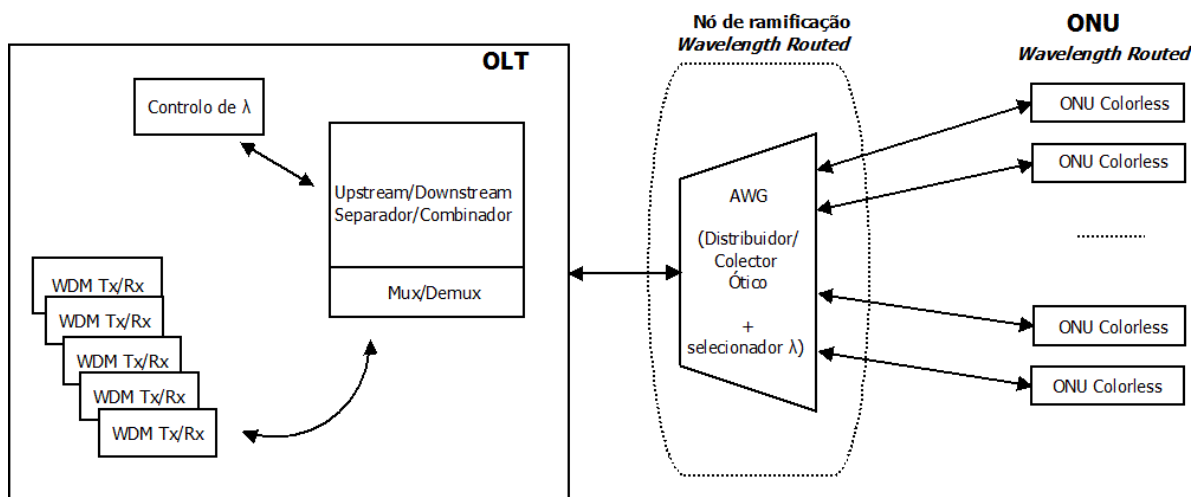 OLT
Controlo de λ
Upstream/Downstream
Separador/Combinador
Mux/Demux
WDM Tx/Rx
WDM Tx/Rx
WDM Tx/Rx
WDM Tx/Rx
WDM Tx/Rx
Nó de ramificação
Wavelength Routed
AWG
(Distribuidor/
Colector
Ótico
+
selecionador λ)
ONU
Wavelength Routed
ONU Colorless
ONU Colorless
ONU Colorless
ONU Colorless